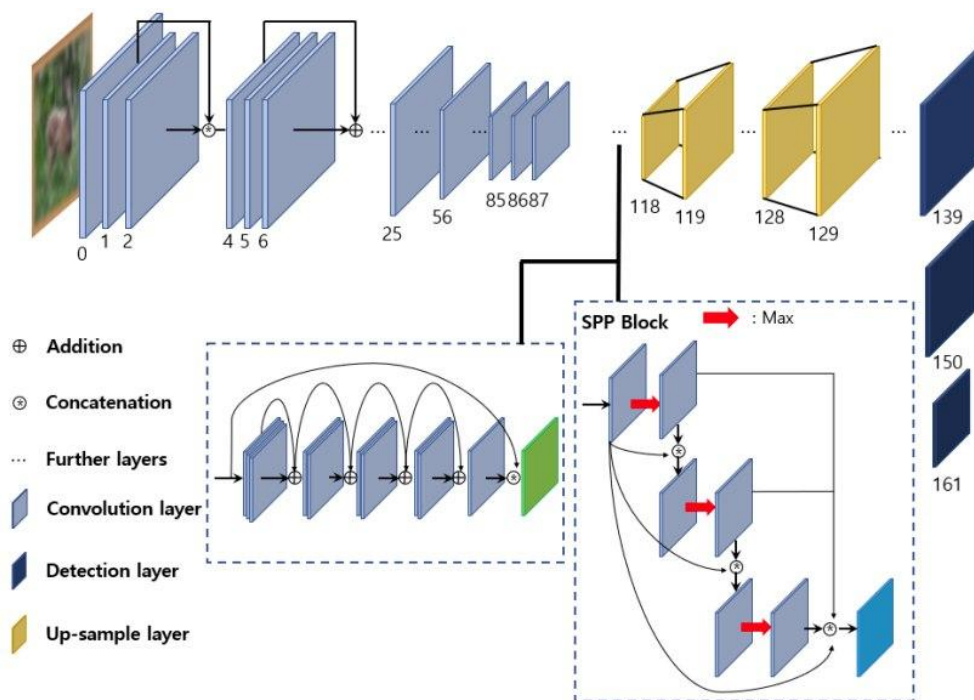 0
1
2
4
5
6
25
56
85
86
87
118
119
128
129
139
150
161
⊕ Addition
⊛ Concatenation
... Further layers
Convolution layer
Detection layer
Up-sample layer
SPP Block : Max